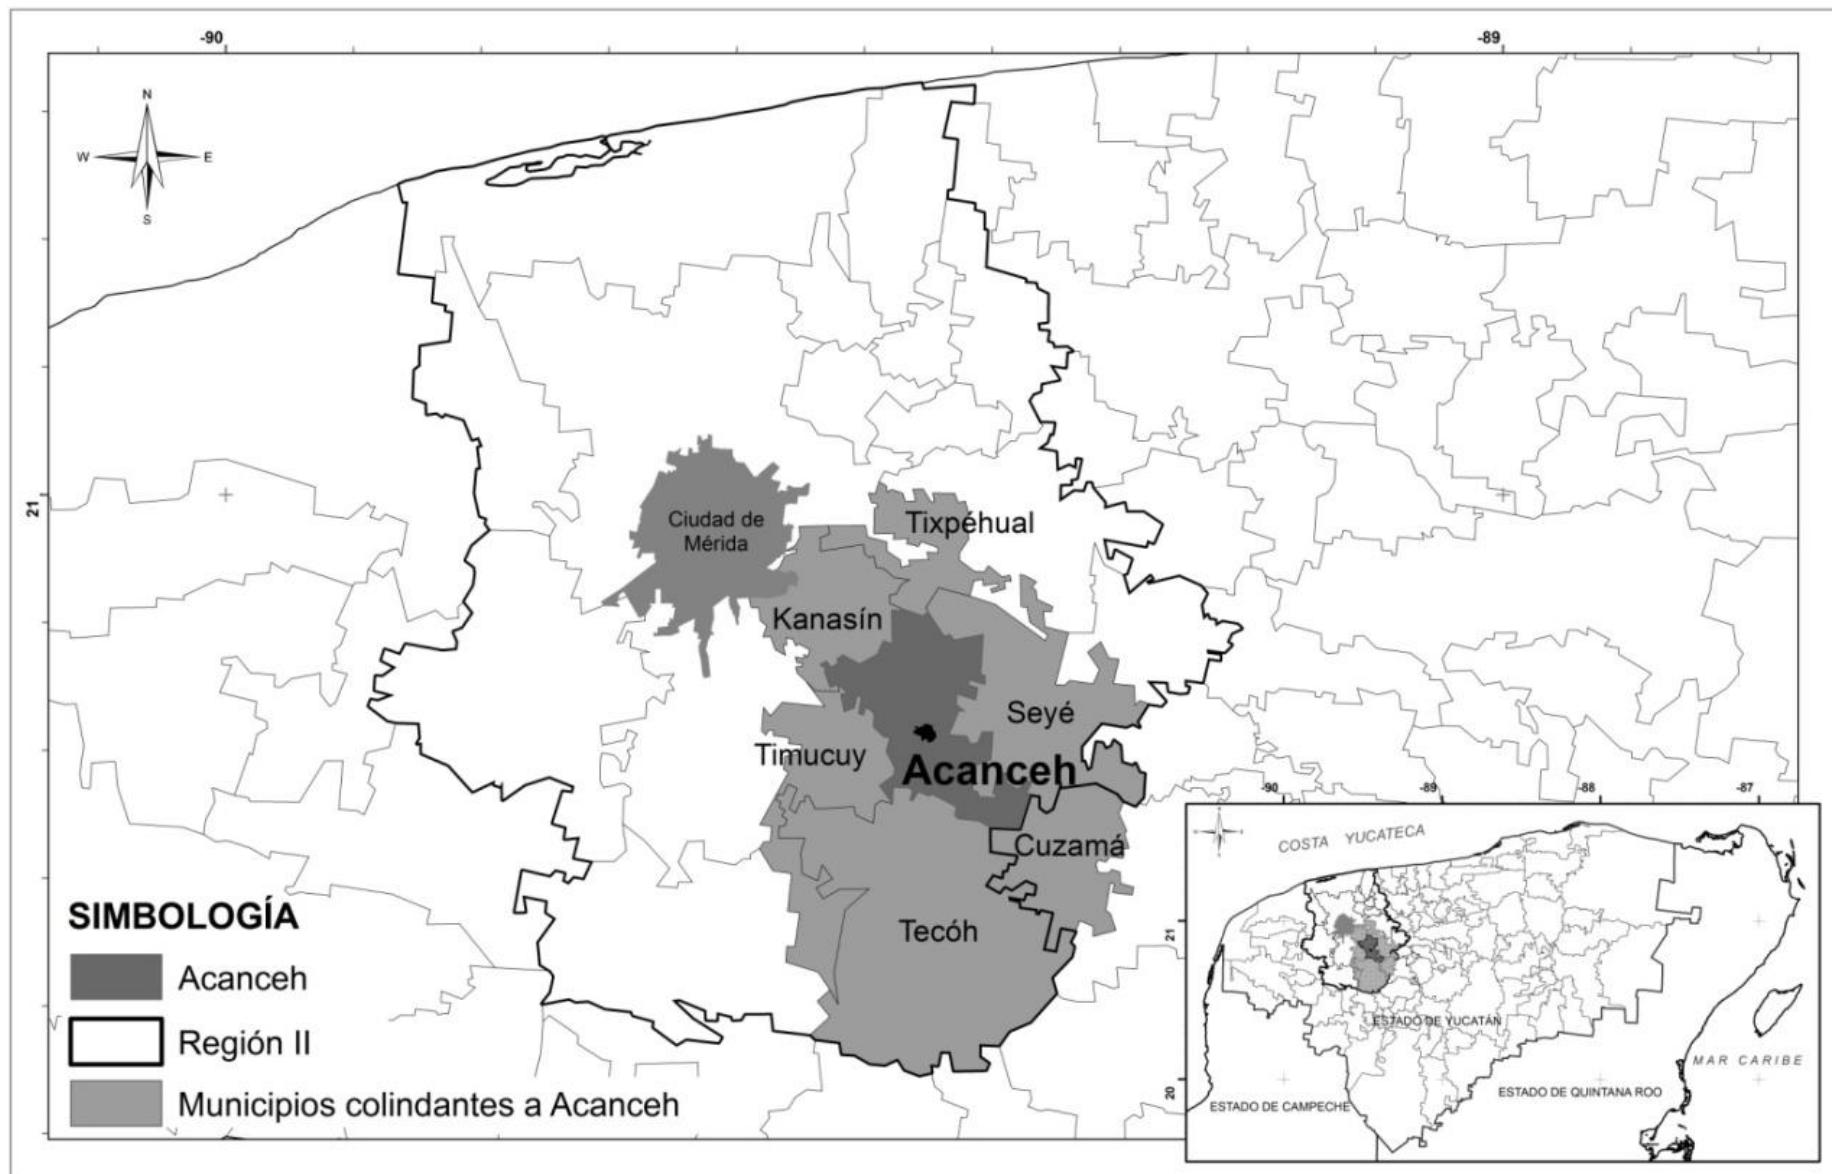 -90
-89
N
W
E
S
21
Ciudad de
Mérida
Tixpéhual
Kanasín
Seyé
Timucuy
Acanceh
Cuzamá
Tecóh
SIMBOLOGÍA
Acanceh
Región II
Municipios colindantes a Acanceh
-90
-89
-88
-87
COSTA YUCATECA
21
ESTADO DE YUCATÁN
MAR CARIBE
20
ESTADO DE QUINTANA ROO
ESTADO DE CAMPECHE